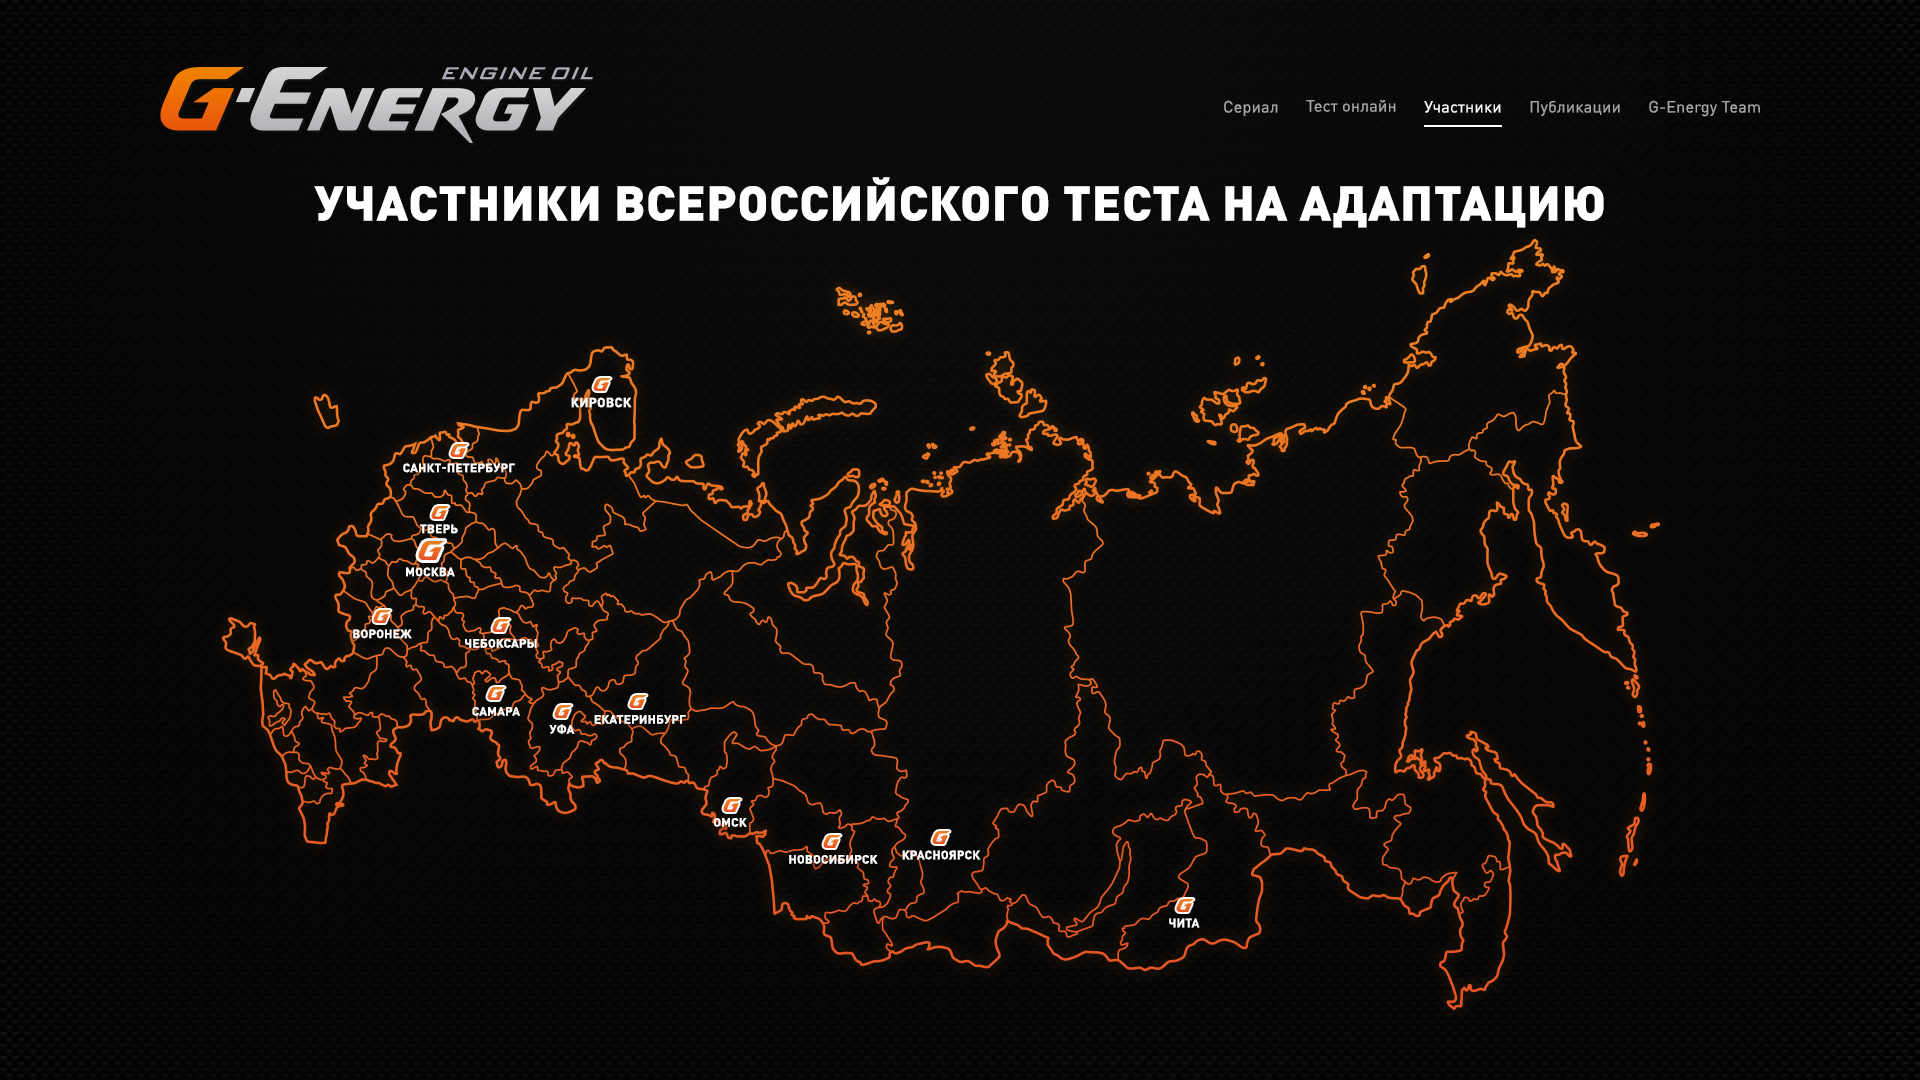 ENGINE OIL
G-ENERGY
Сериал Тест онлайн Участники Публикации G-Energy Team
УЧАСТНИКИ ВСЕРОССИЙСКОГО ТЕСТА НА АДАПТАЦИЮ
G
КИРОВСК
G
САНКТ-ПЕТЕРБУРГ
G
ТВЕРЬ
G
МОСКВА
G
ВОРОНЕЖ
G
ЧЕБОКСАРЫ
G
САМАРА
G
УФА
G
ЕКАТЕРИНБУРГ
G
ОМСК
G
НОВОСИБИРСК
G
КРАСНОЯРСК
G
ЧИТА